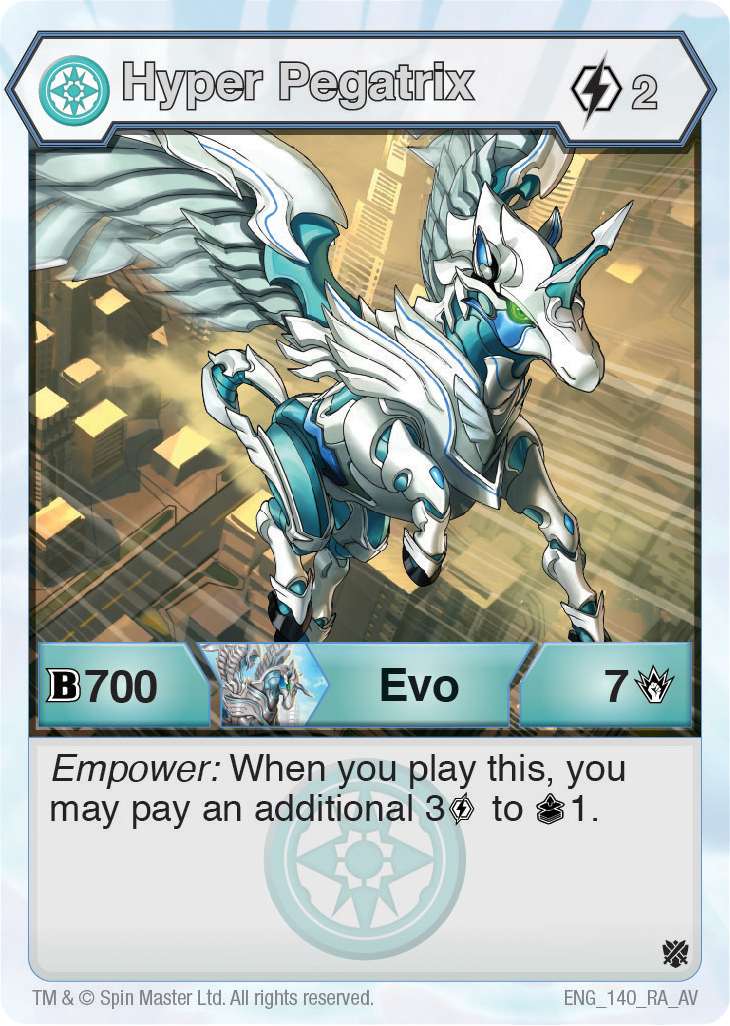 Hyper Pegatrix
2
B700
Evo
7
Empower: When you play this, you
may pay an additional 3 to 1.
TM & © Spin Master Ltd. All rights reserved.
ENG_140_RA_AV